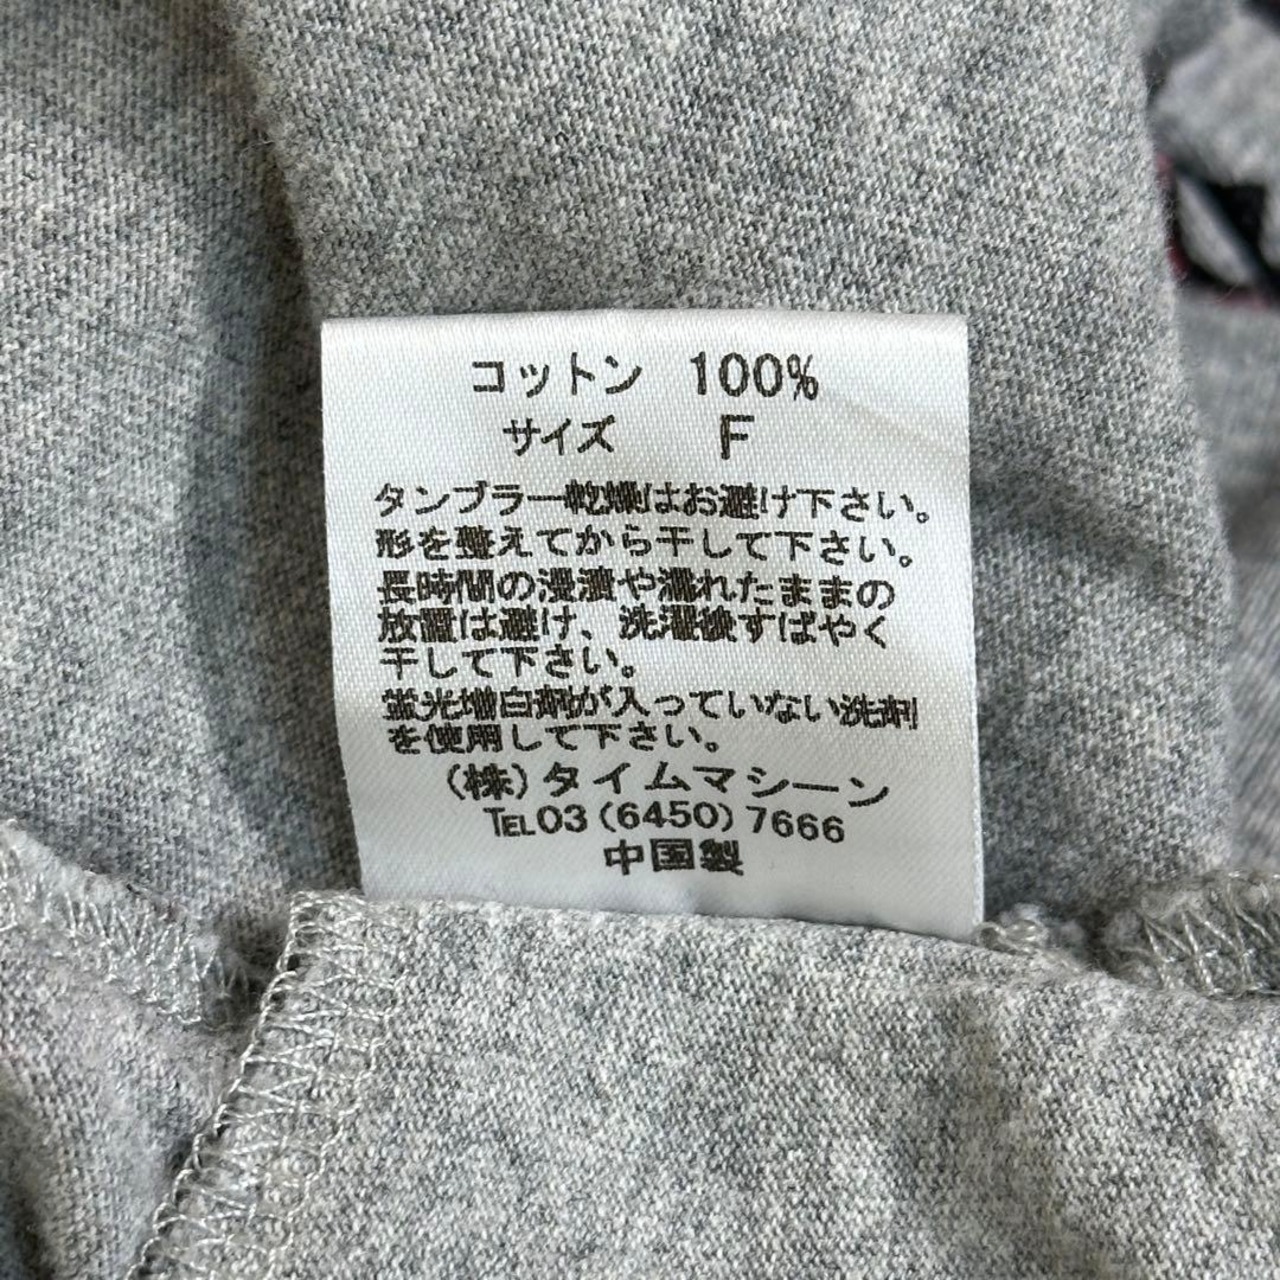 コットン 100%
サイズ F
タンブラー乾燥はお避け下さい。
形を整えてから干して下さい。
長時間の浸漬や濡れたままの
放置は避け、洗濯後すばやく
干して下さい。
蛍光増白剤が入っていない洗剤
を使用して下さい。
(株)タイムマシーン
TEL03(6450)7666
中国製